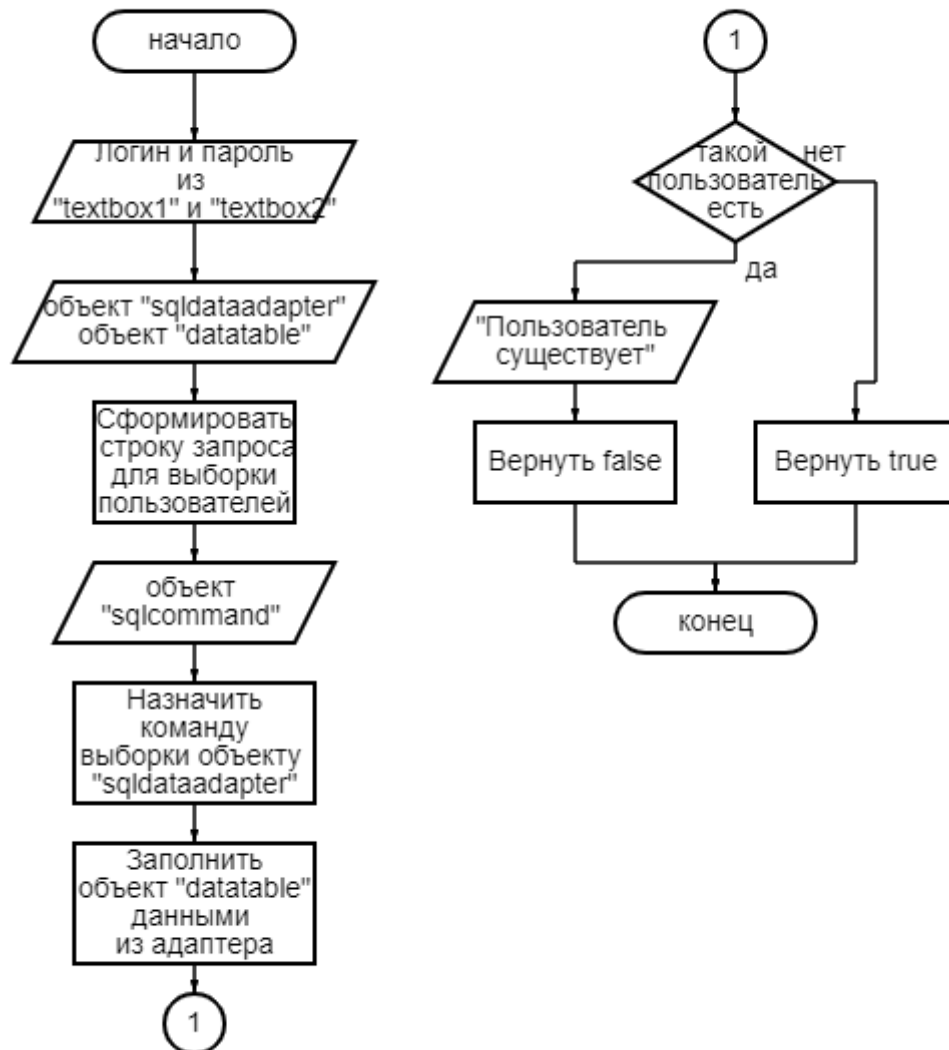 начало
Логин и пароль
из
"textbox1" и "textbox2"
объект "sqldataadapter"
объект "datatable"
Сформировать
строку запроса
для выборки
пользователей
объект
"sqlcommand"
Назначить
команду
выборки объекту
"sqldataadapter"
Заполнить
объект "datatable"
данными
из адаптера
1
1
такой
пользователь
есть
нет
да
"Пользователь
существует"
Вернуть false
Вернуть true
конец